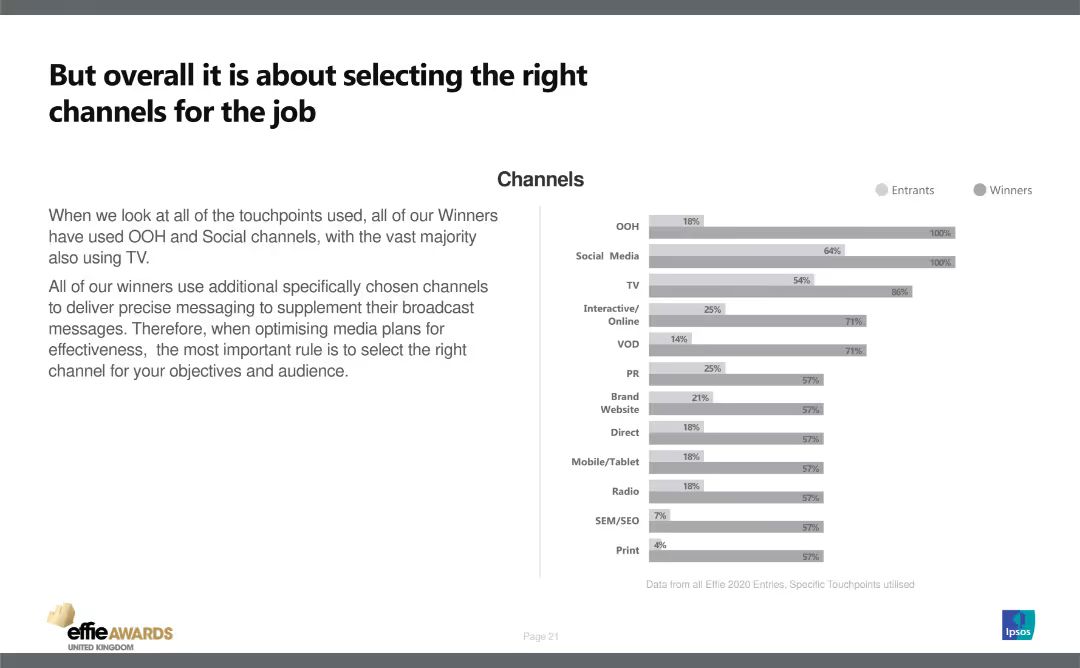 But overall it is about selecting the right
channels for the job
Channels
When we look at all of the touchpoints used, all of our Winners
have used OOH and Social channels, with the vast majority
also using TV.
All of our winners use additional specifically chosen channels
to deliver precise messaging to supplement their broadcast
messages. Therefore, when optimising media plans for
effectiveness,  the most important rule is to select the right
channel for your objectives and audience.
Entrants
Winners
OOH
18%
100%
Social Media
64%
100%
TV
54%
86%
Interactive/
Online
25%
71%
VOD
14%
71%
PR
25%
57%
Brand
Website
21%
57%
Direct
18%
57%
Mobile/Tablet
18%
57%
Radio
18%
57%
SEM/SEO
7%
57%
Print
4%
57%
Data from all Effie 2020 Entries, Specific Touchpoints utilised
effie AWARDS
UNITED KINGDOM
Page 21
Ipsos